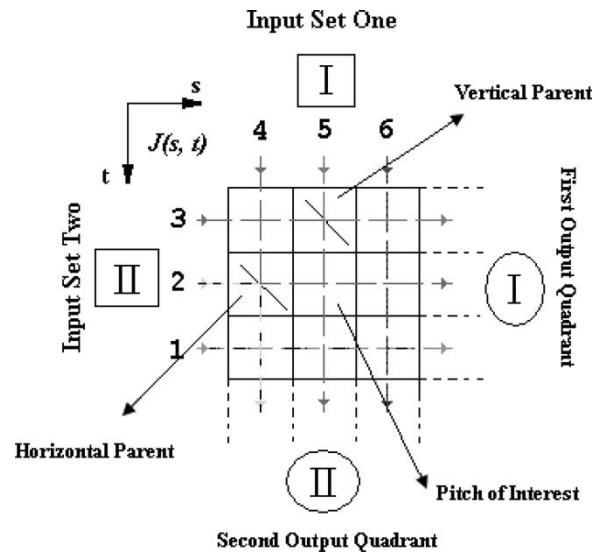 Input Set One
I
s
Vertical Parent
J(s, t)
4 5 6
t
3
2
1
Input Set Two
II
First Output Quadrant
I
Horizontal Parent
II
Pitch of Interest
Second Output Quadrant